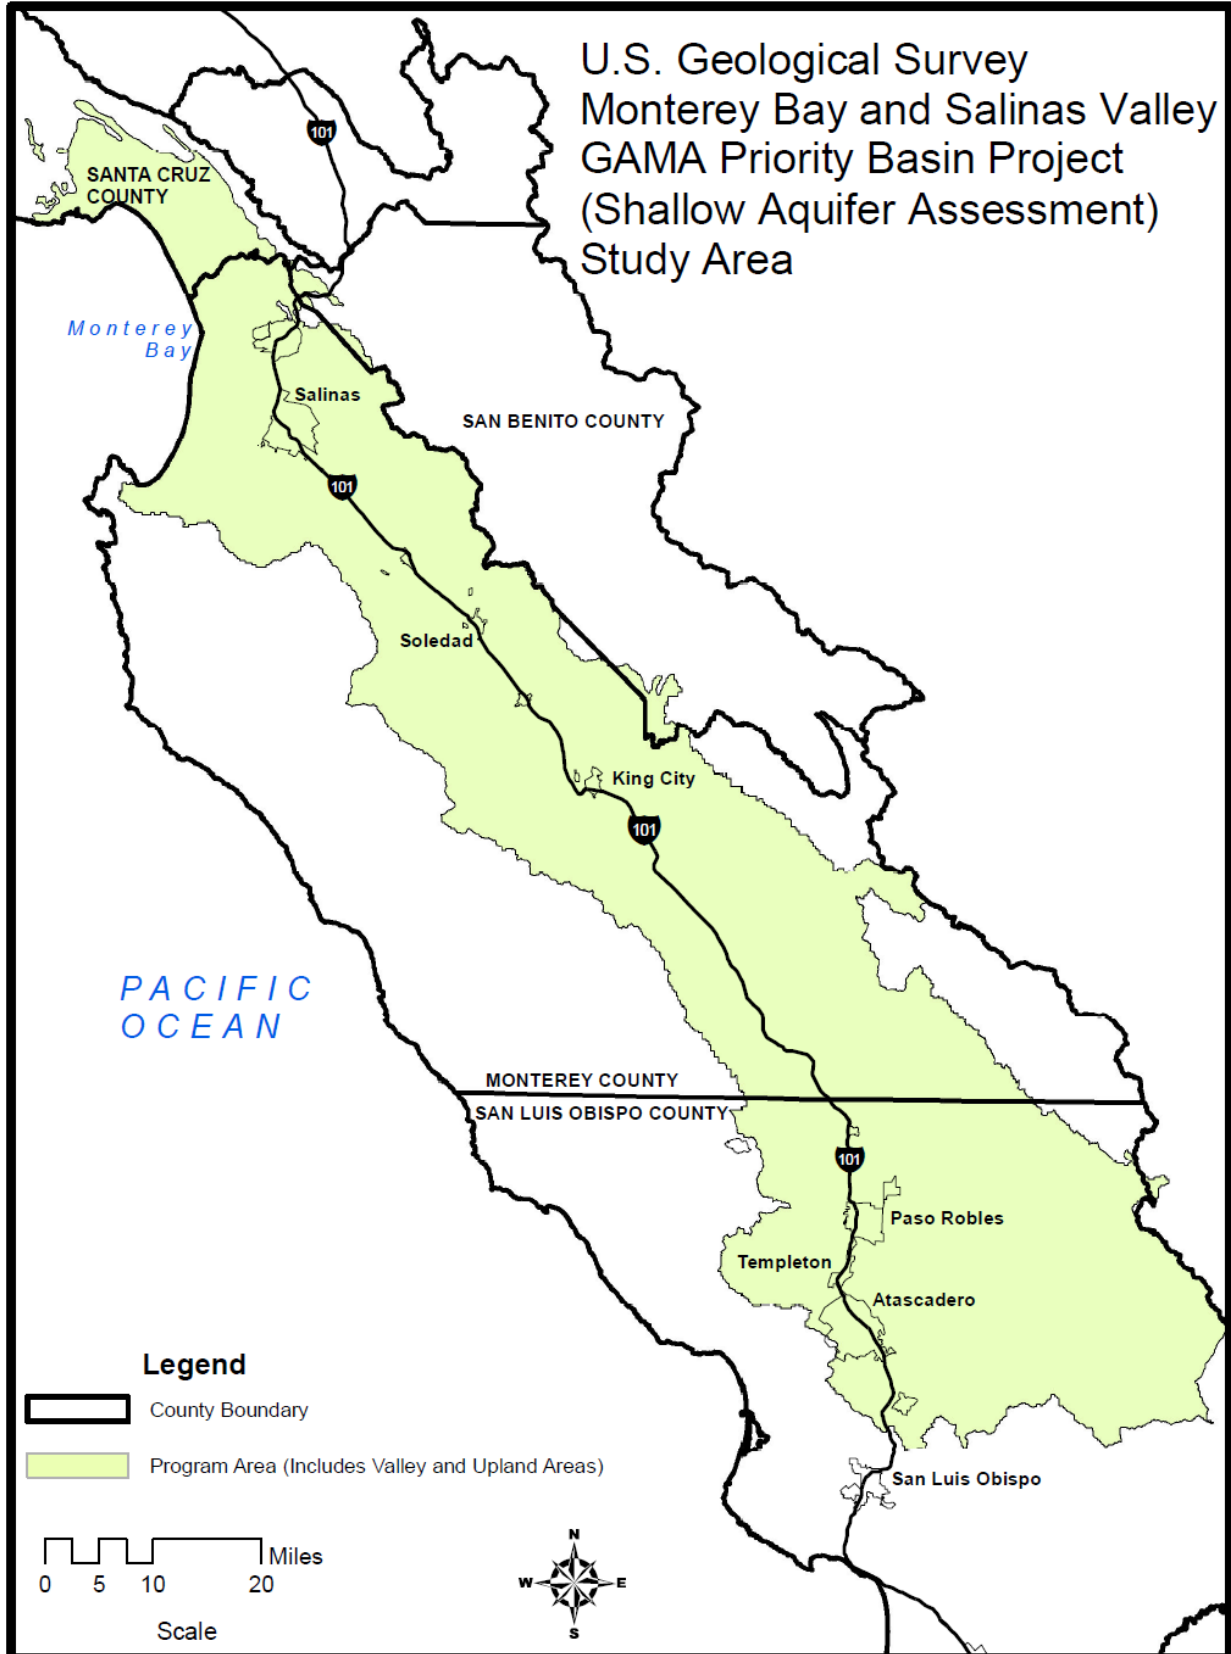 U.S. Geological Survey
Monterey Bay and Salinas Valley
GAMA Priority Basin Project
(Shallow Aquifer Assessment)
Study Area
101
SANTA CRUZ
COUNTY
Monterey
Bay
Salinas
SAN BENITO COUNTY
101
Soledad
King City
101
PACIFIC
OCEAN
MONTEREY COUNTY
SAN LUIS OBISPO COUNTY
101
Paso Robles
Templeton
Atascadero
San Luis Obispo
Legend
County Boundary
Program Area (Includes Valley and Upland Areas)
Miles
0 5 10 20
Scale
N
W E
S